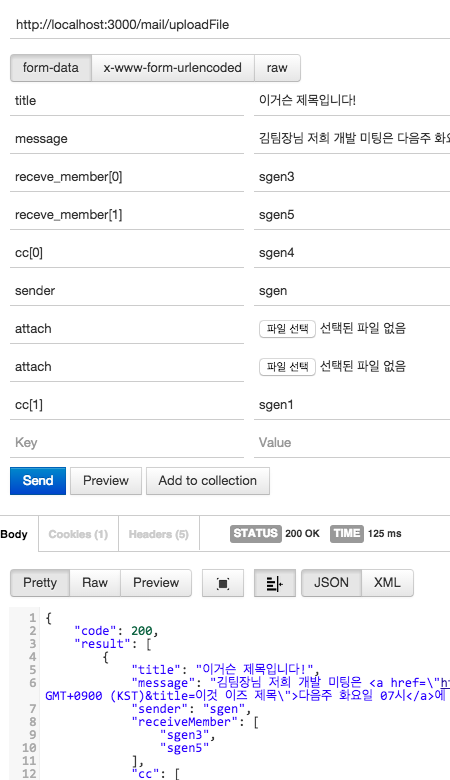 http://localhost:3000/mail/uploadFile
form-data x-www-form-urlencoded raw
title 이거슨 제목입니다!
message 김팀장님 저희 개발 미팅은 다음주 화요
receve_member[0] sgen3
receve_member[1] sgen5
cc[0] sgen4
sender sgen
attach 파일 선택 선택된 파일 없음
attach 파일 선택 선택된 파일 없음
cc[1] sgen1
Key Value
Send Preview Add to collection
Body Cookies (1) Headers (5) STATUS 200 OK TIME 125 ms
Pretty Raw Preview JSON XML
1 {
2 "code": 200,
3 "result": [
4 {
5 "title": "이거슨 제목입니다!",
6 "message": "김팀장님 저희 개발 미팅은 <a href=\"ht
GMT+0900 (KST)&title=이것 이즈 제목\">다음주 화요일 07시</a>에
7 "sender": "sgen",
8 "receiveMember": [
9 "sgen3",
10 "sgen5"
11 ],
12 "cc": [